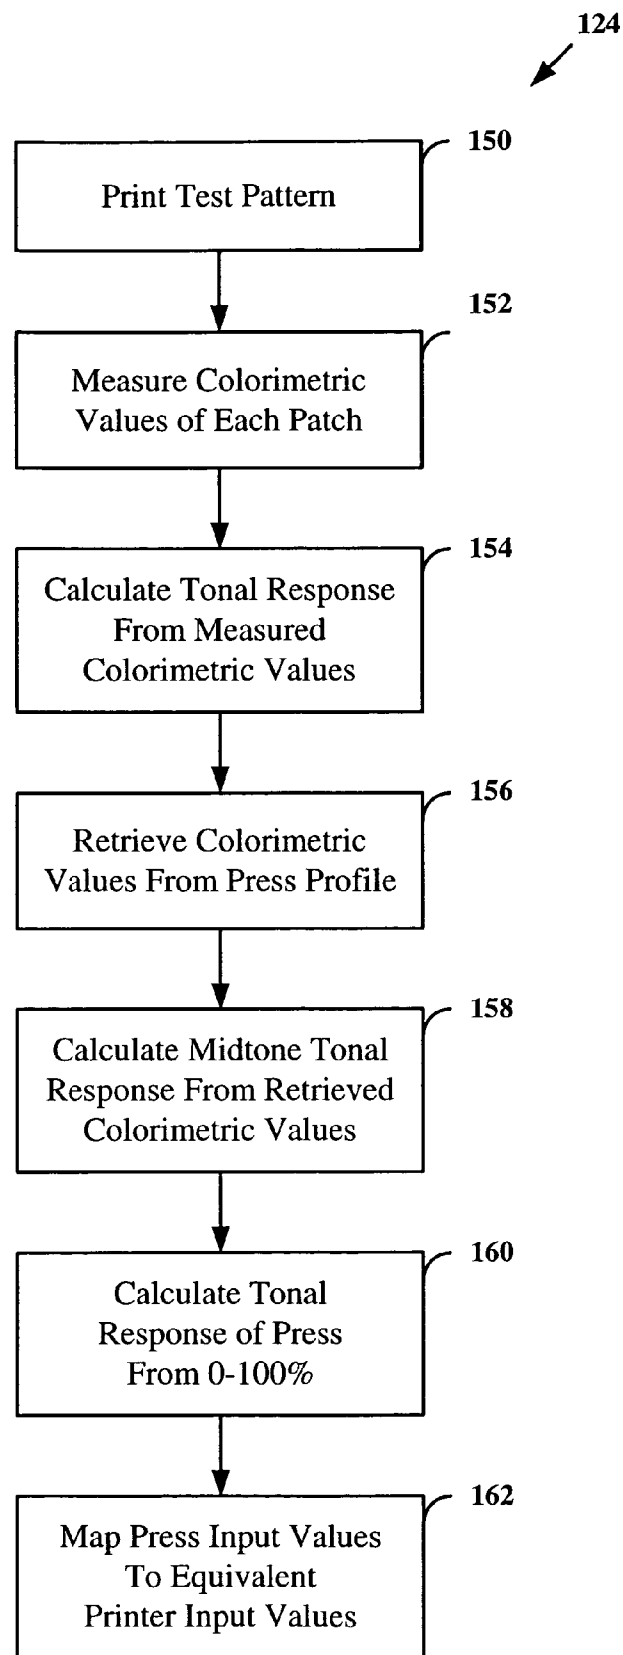 124
150
Print Test Pattern
152
Measure Colorimetric
Values of Each Patch
154
Calculate Tonal Response
From Measured
Colorimetric Values
156
Retrieve Colorimetric
Values From Press Profile
158
Calculate Midtone Tonal
Response From Retrieved
Colorimetric Values
160
Calculate Tonal
Response of Press
From 0-100%
162
Map Press Input Values
To Equivalent
Printer Input Values